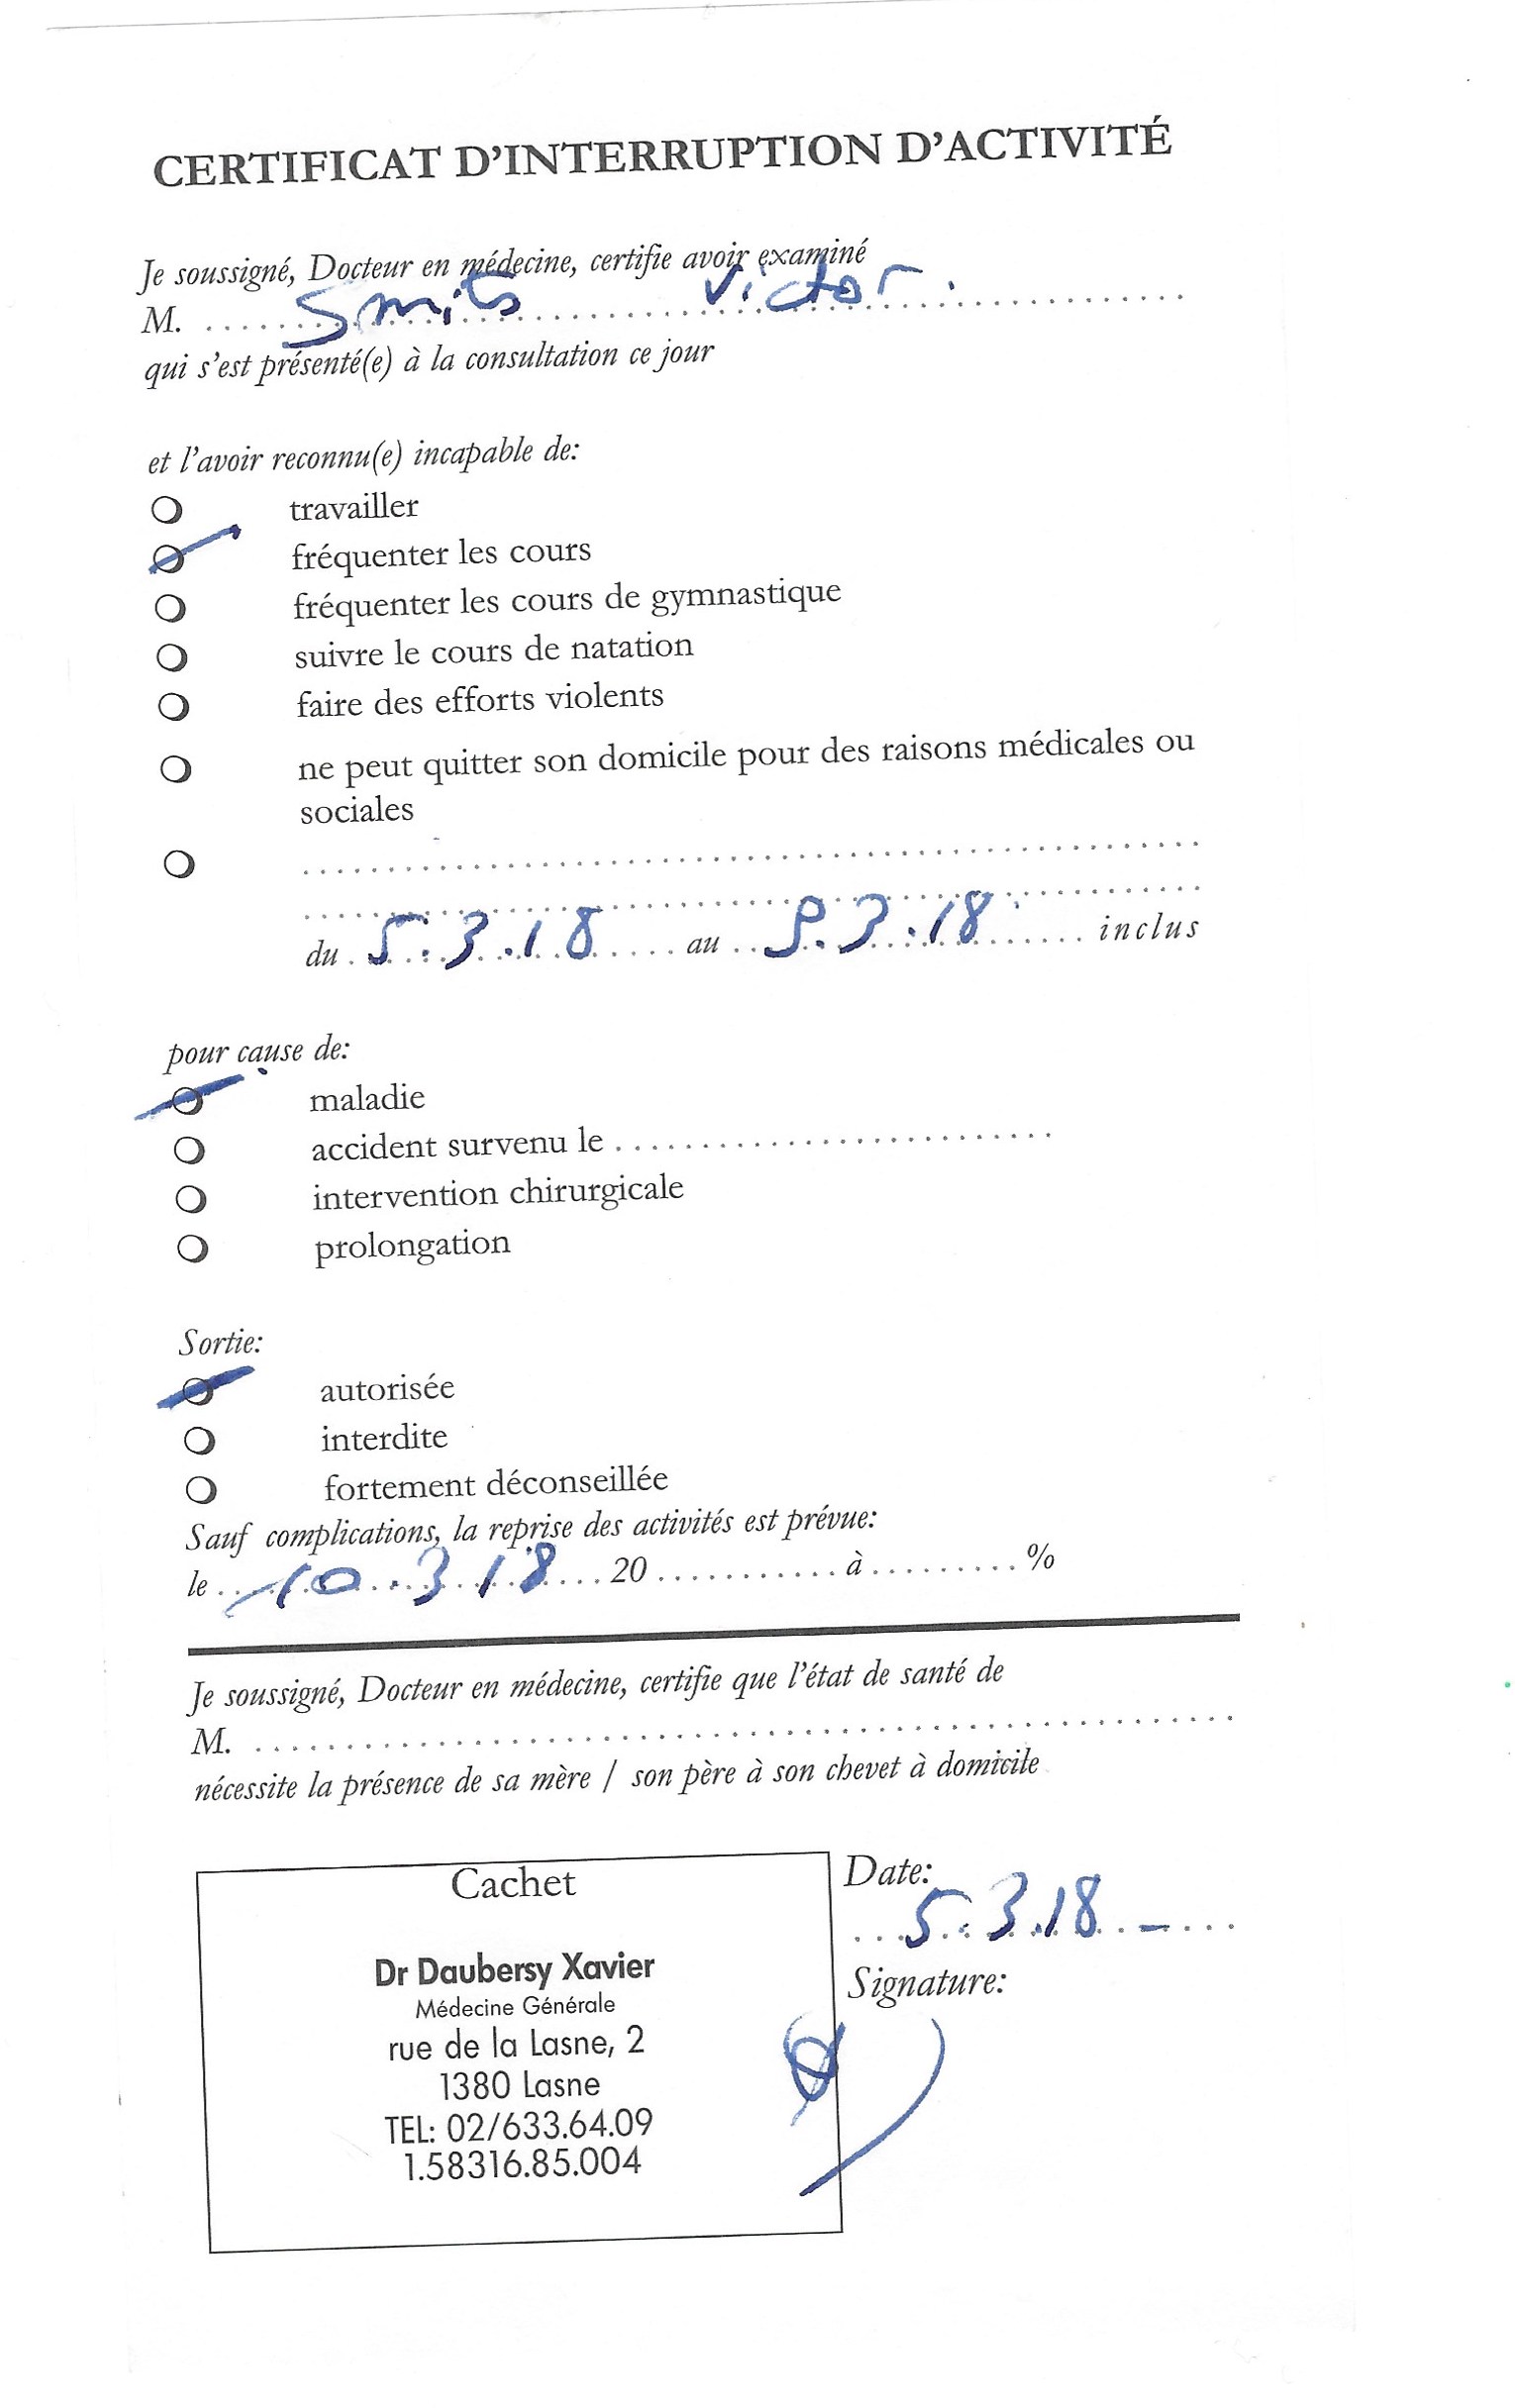 CERTIFICAT D'INTERRUPTION D'ACTIVITÉ
Je soussigné, Docteur en médecine, certifie avoir examiné
M. Smits Victor
qui s'est présenté(e) à la consultation ce jour
et l'avoir reconnu(e) incapable de:
travailler
fréquenter les cours
fréquenter les cours de gymnastique
suivre le cours de natation
faire des efforts violents
ne peut quitter son domicile pour des raisons médicales ou
sociales
du 5.3.18 au 9.3.18 inclus
pour cause de:
maladie
accident survenu le
intervention chirurgicale
prolongation
Sortie:
autorisée
interdite
fortement déconseillée
Sauf complications, la reprise des activités est prévue:
le 10.3.18 20 à %
Je soussigné, Docteur en médecine, certifie que l'état de santé de
M.
nécessite la présence de sa mère / son père à son chevet à domicile
Cachet
Date:
5.3.18
Dr Daubersy Xavier
Signature:
Médecine Générale
rue de la Lasne, 2
1380 Lasne
TEL: 02/633.64.09
1.58316.85.004